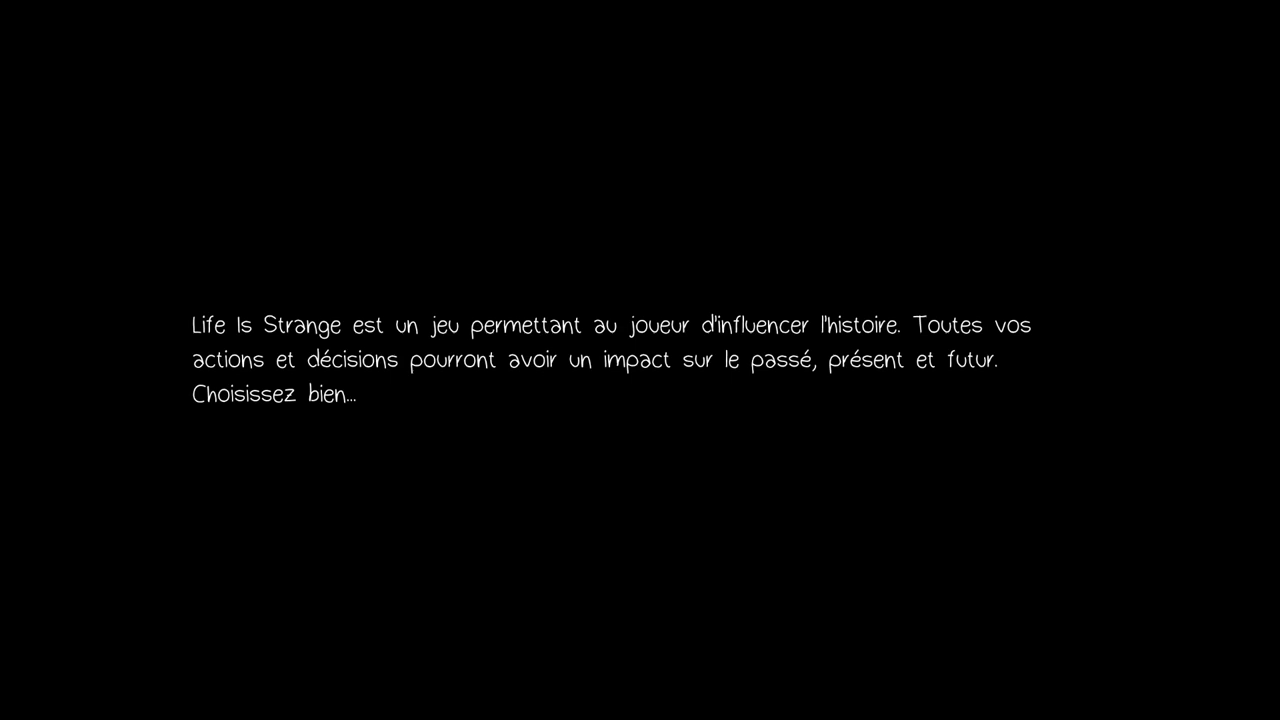 Life Is Strange est un jeu permettant au joueur d'influencer l'histoire. Toutes vos
actions et décisions pourront avoir un impact sur le passé, présent et futur.
Choisissez bien...